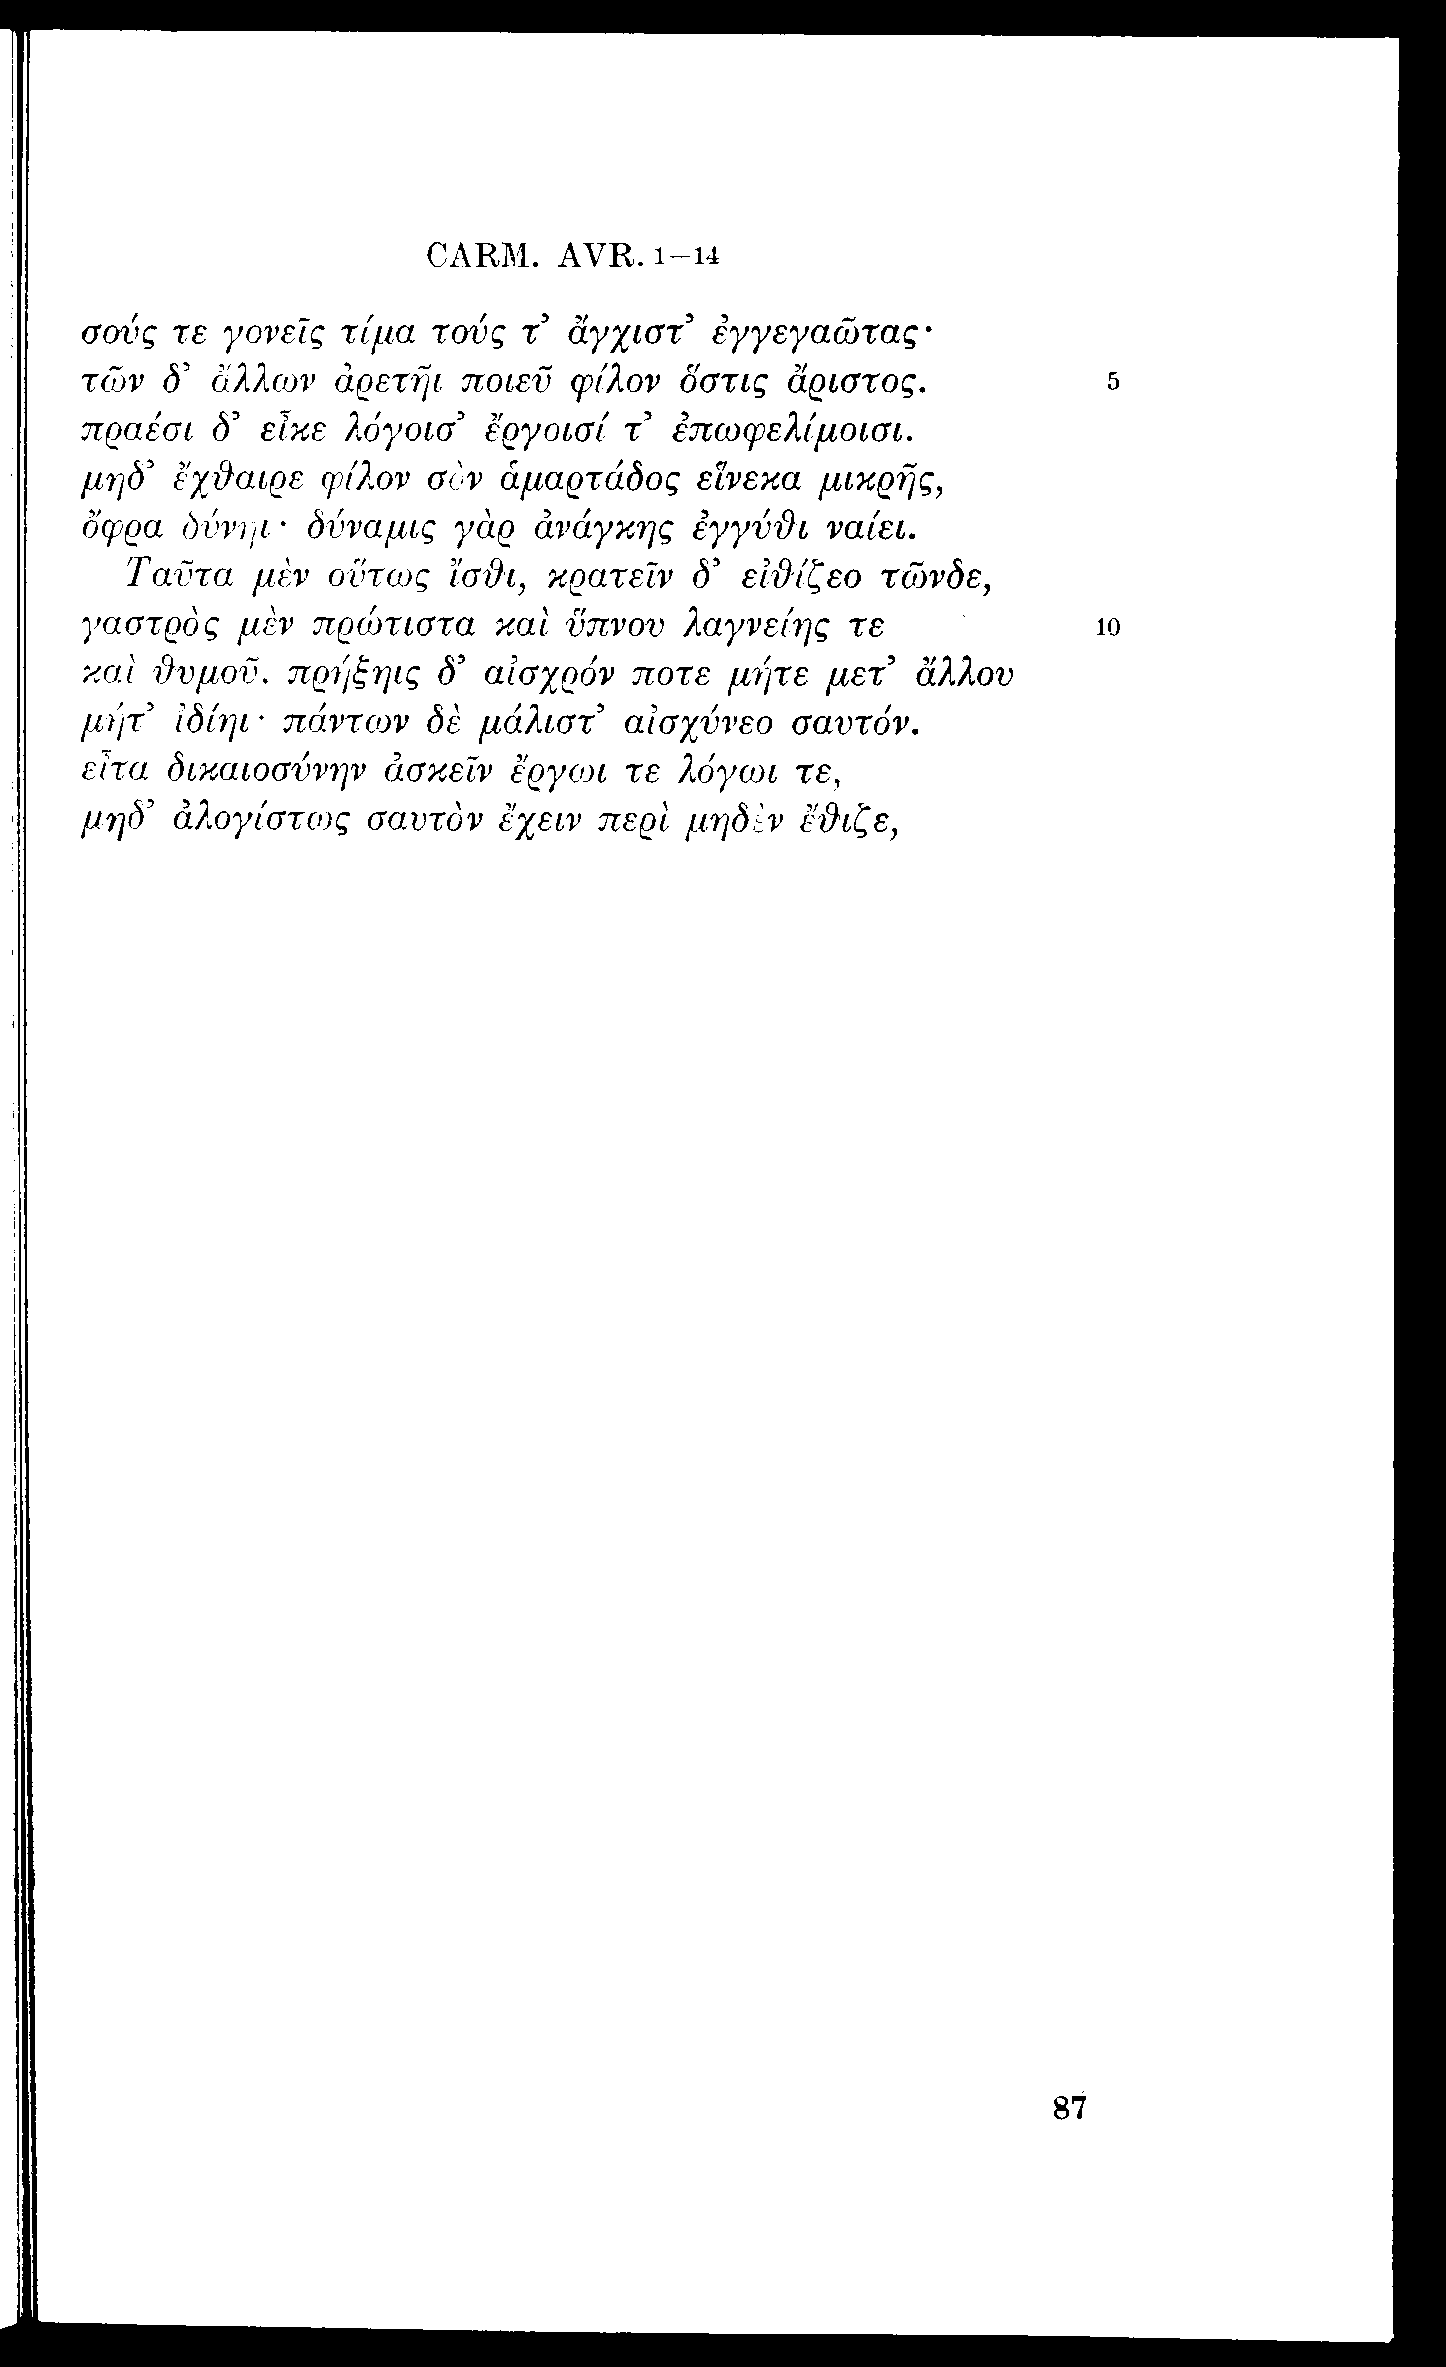 CARM. AVR. 1—14
σούς τε γονεῖς τίμα τούς τ’ ἄγχιστ’ ἐγγεγαῶτας·
τῶν δ’ ἄλλων ἀρετῆι ποιεῦ φίλον ὅστις ἄριστος. 5
πραέσι δ’ εἶκε λόγοισ’ ἔργοισί τ’ ἐπωφελίμοισι.
μηδ’ ἔχθαιρε φίλον σὸν ἁμαρτάδος εἵνεκα μικρῆς,
ὄφρα δύνηι· δύναμις γὰρ ἀνάγκης ἐγγύθι ναίει.
Ταῦτα μὲν οὕτως ἴσθι, κρατεῖν δ’ εἰθίζεο τῶνδε,
γαστρὸς μὲν πρώτιστα καὶ ὕπνου λαγνείης τε 10
καὶ θυμοῦ. πρήξηις δ’ αἰσχρόν ποτε μήτε μετ’ ἄλλου
μήτ’ ἰδίηι· πάντων δὲ μάλιστ’ αἰσχύνεο σαυτόν.
εἶτα δικαιοσύνην ἀσκεῖν ἔργωι τε λόγωι τε,
μηδ’ ἀλογίστως σαυτὸν ἔχειν περὶ μηδὲν ἔθιζε,
87